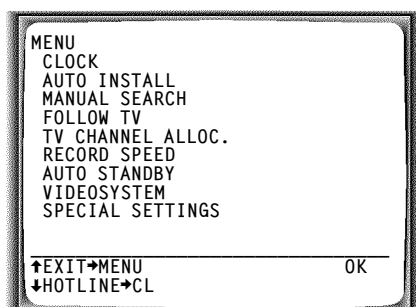 MENU
CLOCK
AUTO INSTALL
MANUAL SEARCH
FOLLOW TV
TV CHANNEL ALLOC.
RECORD SPEED
AUTO STANDBY
VIDEOSYSTEM
SPECIAL SETTINGS
↑EXIT→MENU OK
↓HOTLINE→CL